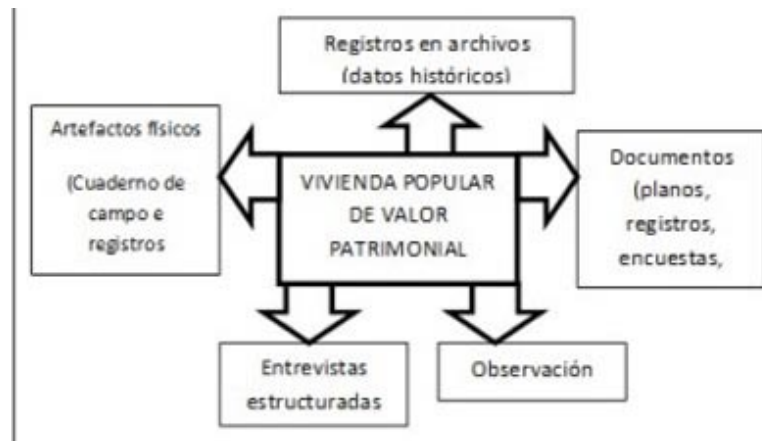 Registros en archivos
(datos históricos)
Artefactos físicos
(Cuaderno de
campo e
registros
VIVIENDA POPULAR
DE VALOR
PATRIMONIAL
Documentos
(planos,
registros,
encuestas,
Entrevistas
estructuradas
Observación